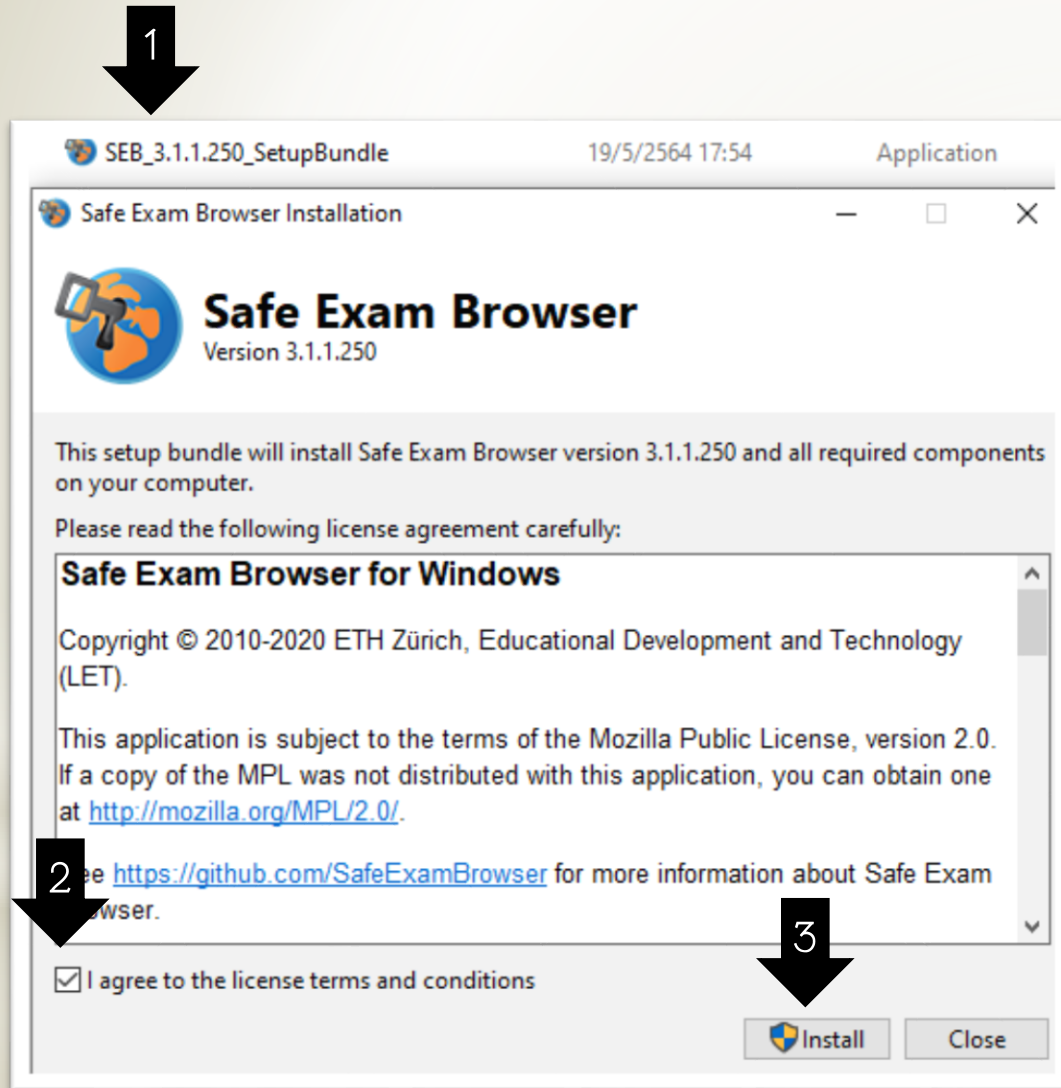 1
SEB_3.1.1.250_SetupBundle 19/5/2564 17:54 Application
Safe Exam Browser Installation
Safe Exam Browser
Version 3.1.1.250
This setup bundle will install Safe Exam Browser version 3.1.1.250 and all required components
on your computer.
Please read the following license agreement carefully:
Safe Exam Browser for Windows
Copyright © 2010-2020 ETH Zürich, Educational Development and Technology
(LET).
This application is subject to the terms of the Mozilla Public License, version 2.0.
If a copy of the MPL was not distributed with this application, you can obtain one
at http://mozilla.org/MPL/2.0/.
2
https://github.com/SafeExamBrowser for more information about Safe Exam
3
I agree to the license terms and conditions
Install Close